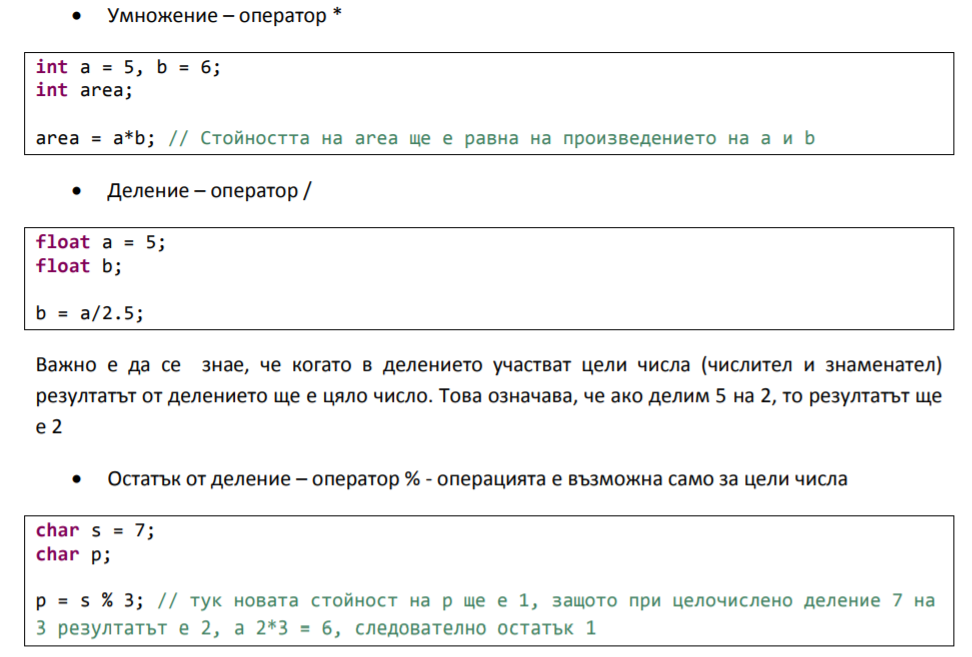 • Умножение – оператор *
int a = 5, b = 6;
int area;
area = a*b; // Стойността на area ще е равна на произведението на a и b
• Деление – оператор /
float a = 5;
float b;
b = a/2.5;
Важно е да се знае, че когато в делението участват цели числа (числител и знаменател)
резултатът от делението ще е цяло число. Това означава, че ако делим 5 на 2, то резултатът ще
е 2
• Остатък от деление – оператор % - операцията е възможна само за цели числа
char s = 7;
char p;
p = s % 3; // тук новата стойност на p ще е 1, защото при целочислено деление 7 на
3 резултатът е 2, а 2*3 = 6, следователно остатък 1